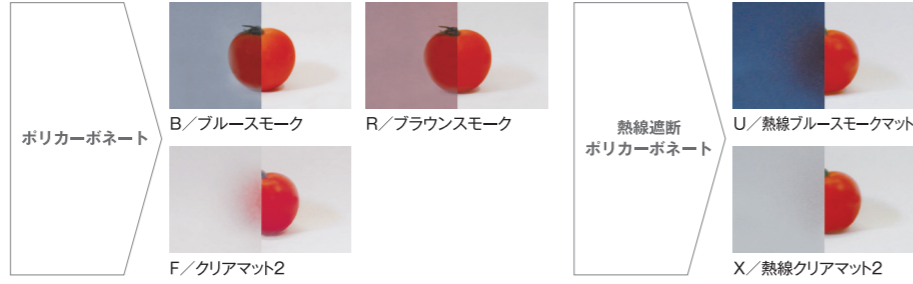 ポリカーボネート
B／ブルースモーク
R／ブラウンスモーク
F／クリアマット2
熱線遮断
ポリカーボネート
U／熱線ブルースモークマット
X／熱線クリアマット2